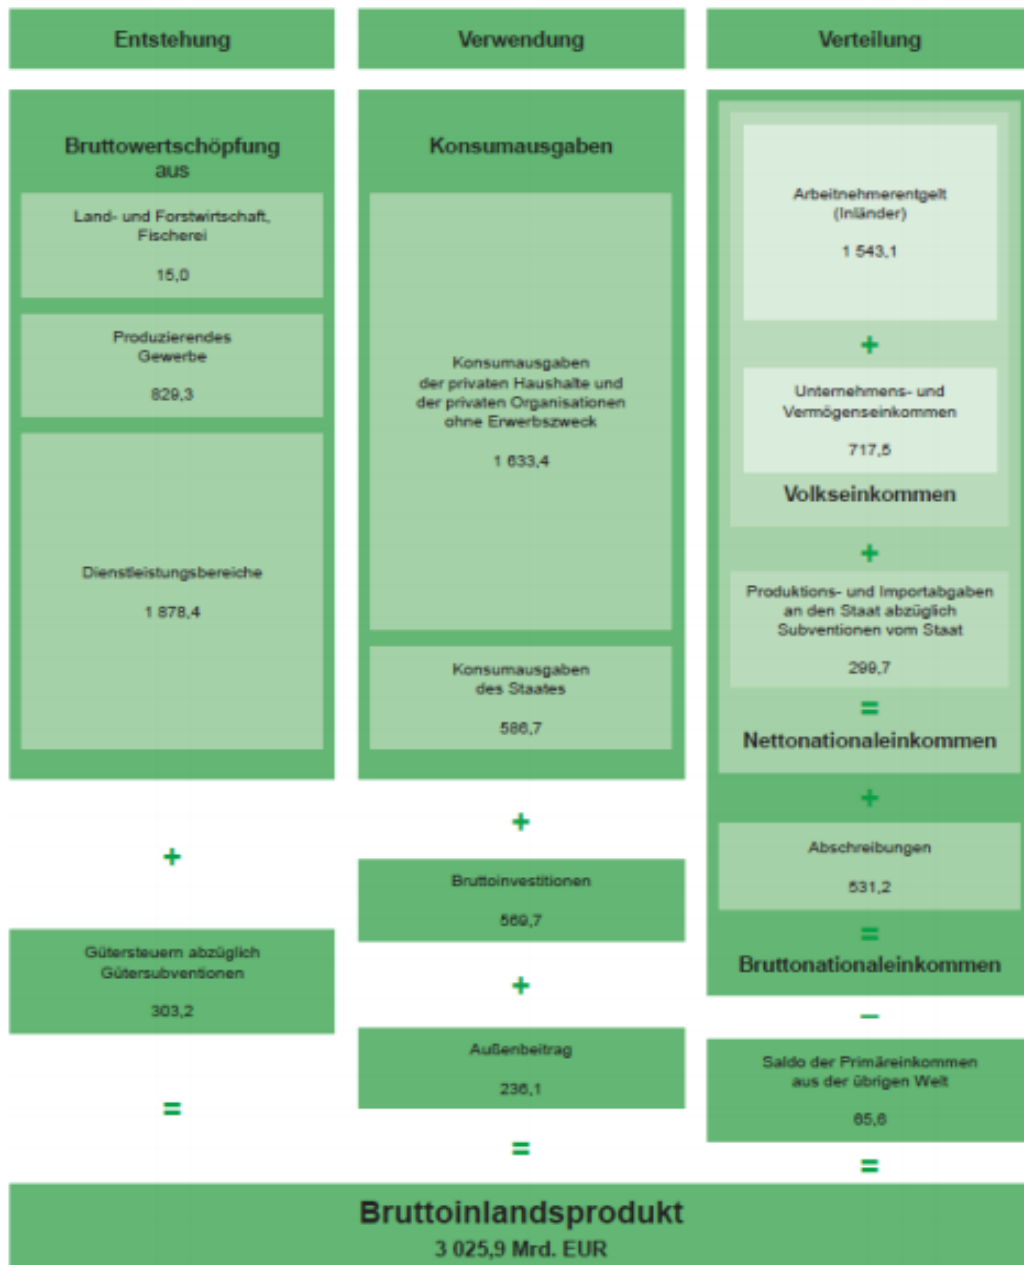 Entstehung
Bruttowertschöpfung
aus
Land- und Forstwirtschaft,
Fischerei
15,0
Produzierendes
Gewerbe
829,3
Dienstleistungsbereiche
1 878,4
+
Gütersteuern abzüglich
Gütersubventionen
303,2
=
Verwendung
Konsumausgaben
Konsumausgaben
der privaten Haushalte und
der privaten Organisationen
ohne Erwerbszweck
1 633,4
Konsumausgaben
des Staates
586,7
+
Bruttoinvestitionen
569,7
+
Außenbeitrag
236,1
=
Verteilung
Arbeitnehmerentgelt
(Inländer)
1 543,1
+
Unternehmens- und
Vermögenseinkommen
717,5
Volkseinkommen
+
Produktions- und Importabgaben
an den Staat abzüglich
Subventionen vom Staat
299,7
=
Nettonationaleinkommen
+
Abschreibungen
531,2
=
Bruttonationaleinkommen
–
Saldo der Primäreinkommen
aus der übrigen Welt
65,6
=
Bruttoinlandsprodukt
3 025,9 Mrd. EUR